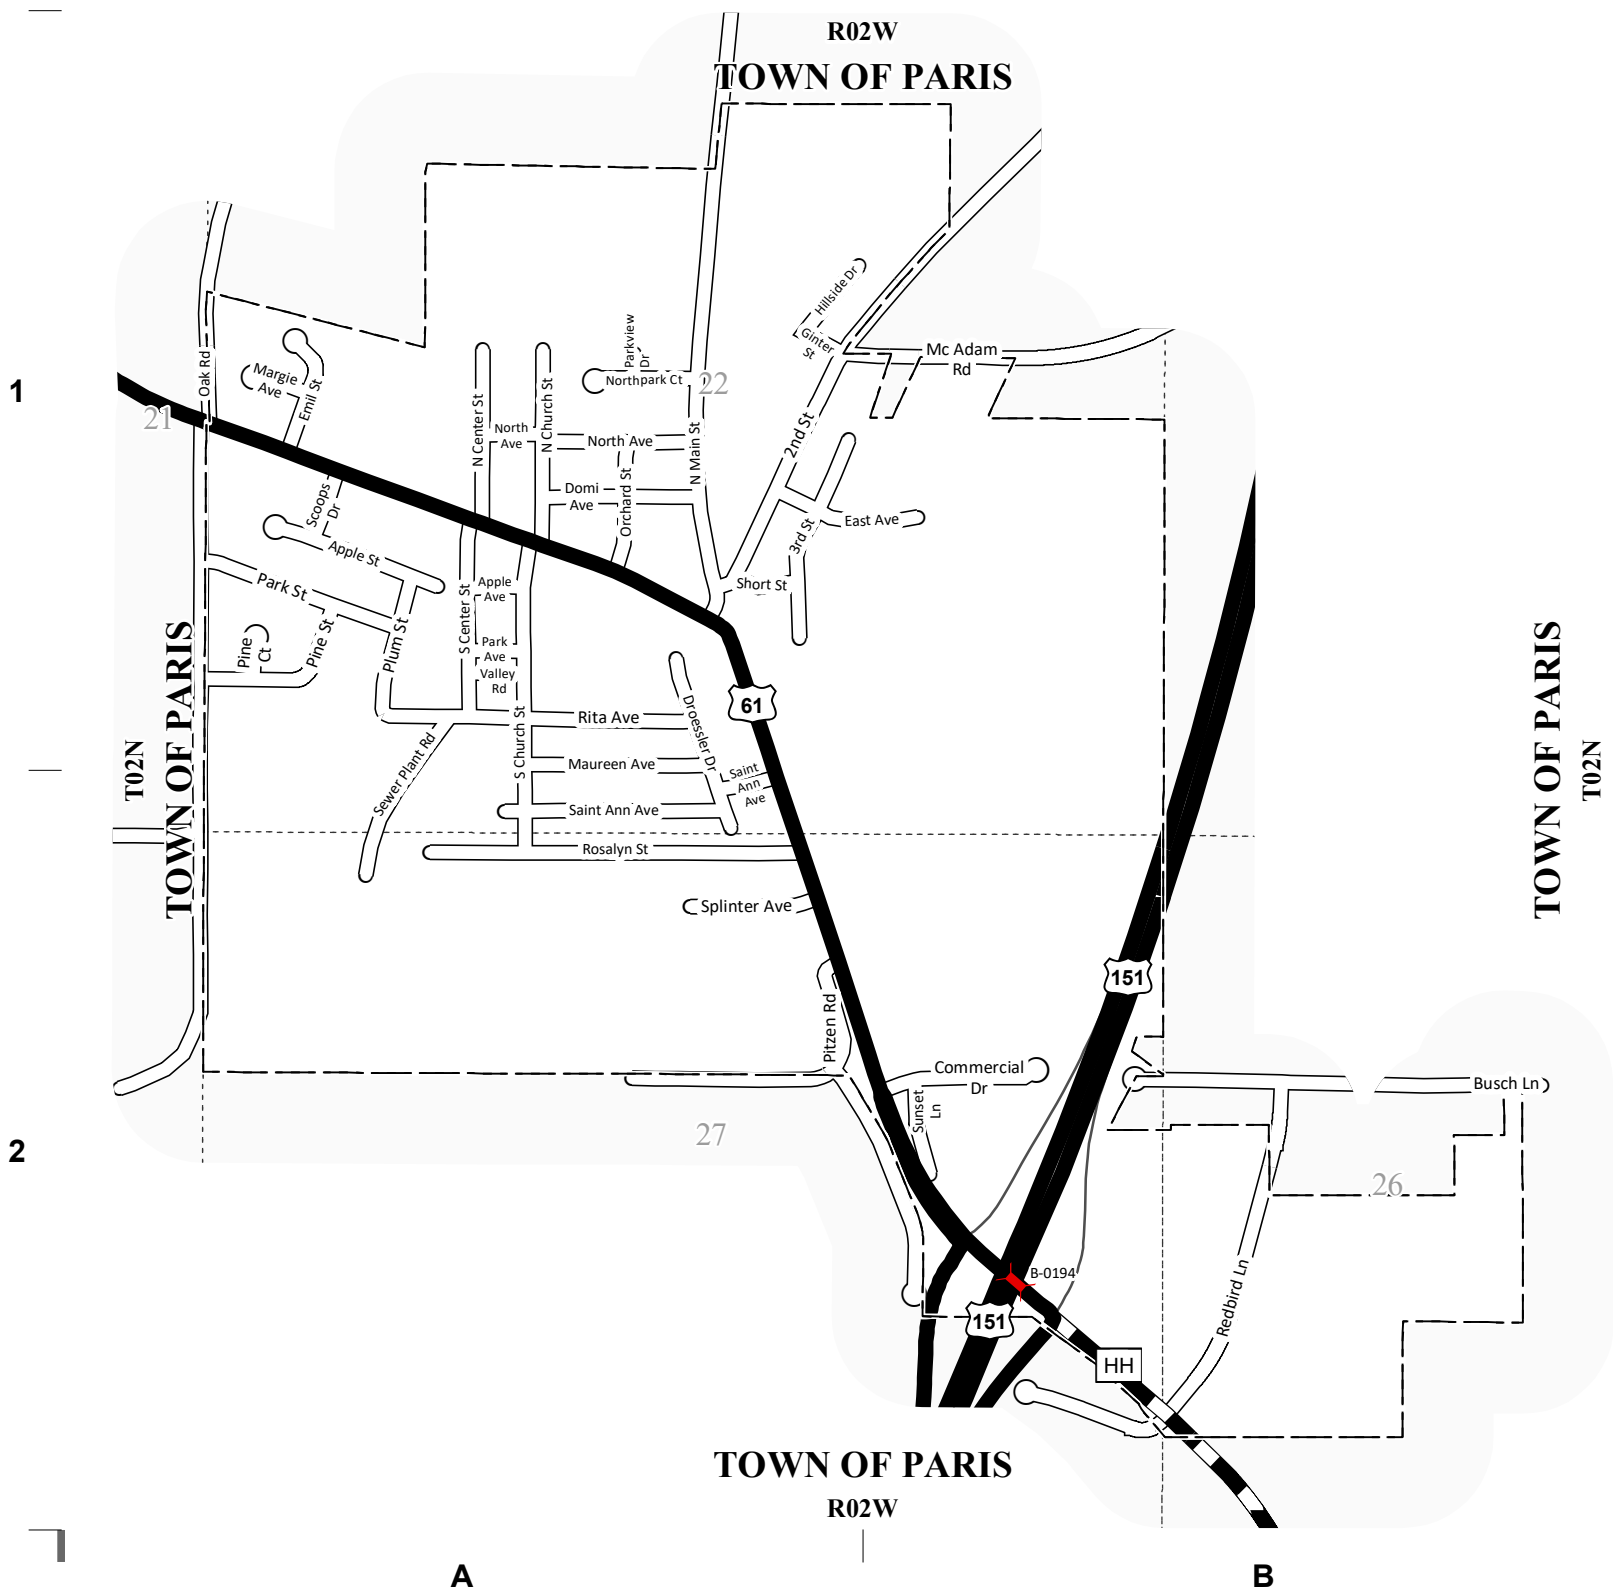 R02W
TOWN OF PARIS
Hillside Dr
Ginter
St
Mc Adam
Rd
Oak Rd
Margie
Ave
Emil St
Parkview
Dr
Northpark Ct
22
1
21
N Center St
North
Ave
N Church St
North Ave
N Main St
2nd St
Domi
Ave
Orchard St
Scoops
Dr
East Ave
3rd St
Apple St
Park St
Apple
Ave
Short St
S Center St
Pine
Ct
Pine St
Plum St
Park
Ave
Valley
Rd
61
TOWN OF PARIS
T02N
TOWN OF PARIS
T02N
Rita Ave
Droessler Dr
S Church St
Sewer Plant Rd
Maureen Ave
Saint
Ann
Ave
Saint Ann Ave
Rosalyn St
Splinter Ave
151
Pitzen Rd
Commercial
Dr
Sunset
Ln
Busch Ln
27
2
26
B-0194
Redbird Ln
151
HH
TOWN OF PARIS
R02W
A
B